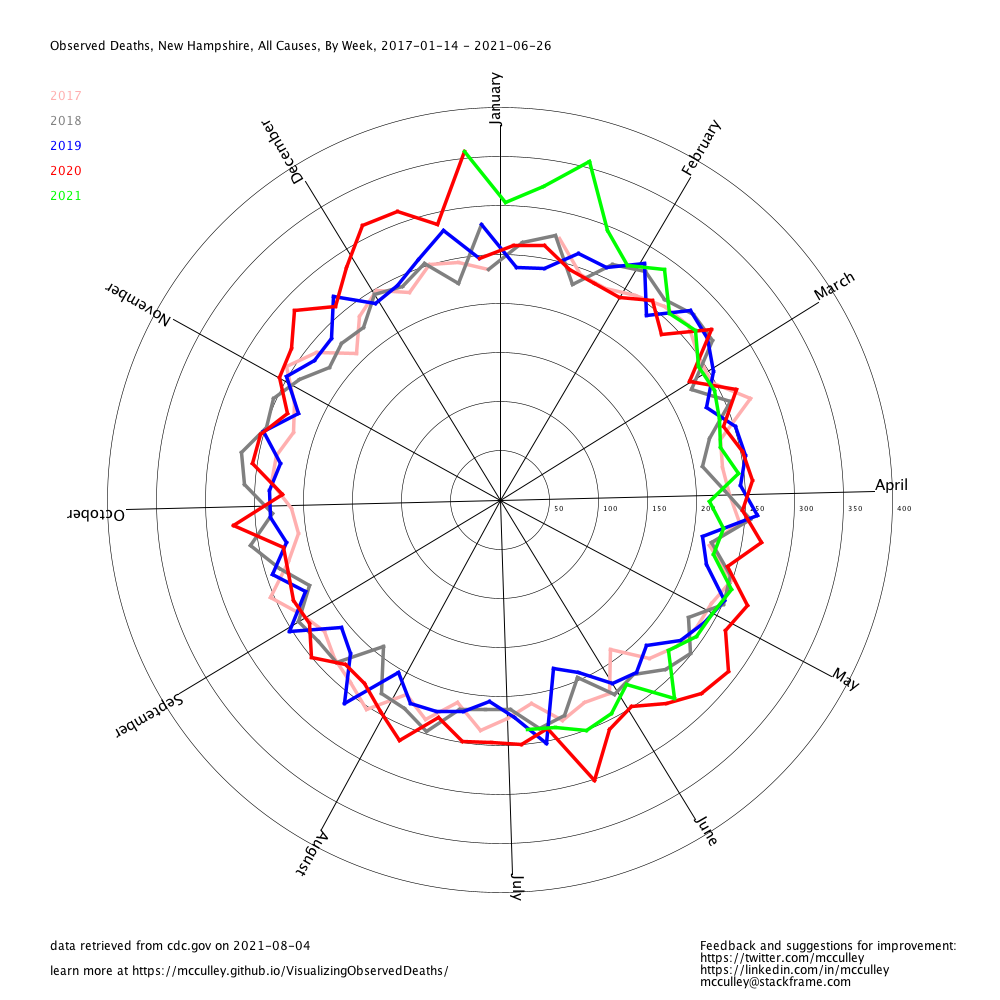 Observed Deaths, New Hampshire, All Causes, By Week, 2017-01-14 - 2021-06-26
2017
2018
2019
2020
2021
January
February
March
April
May
June
July
August
September
October
November
December
50
100
150
200
250
300
350
400
data retrieved from cdc.gov on 2021-08-04
learn more at https://mcculley.github.io/VisualizingObservedDeaths/
Feedback and suggestions for improvement:
https://twitter.com/mcculley
https://linkedin.com/in/mcculley
mcculley@stackframe.com